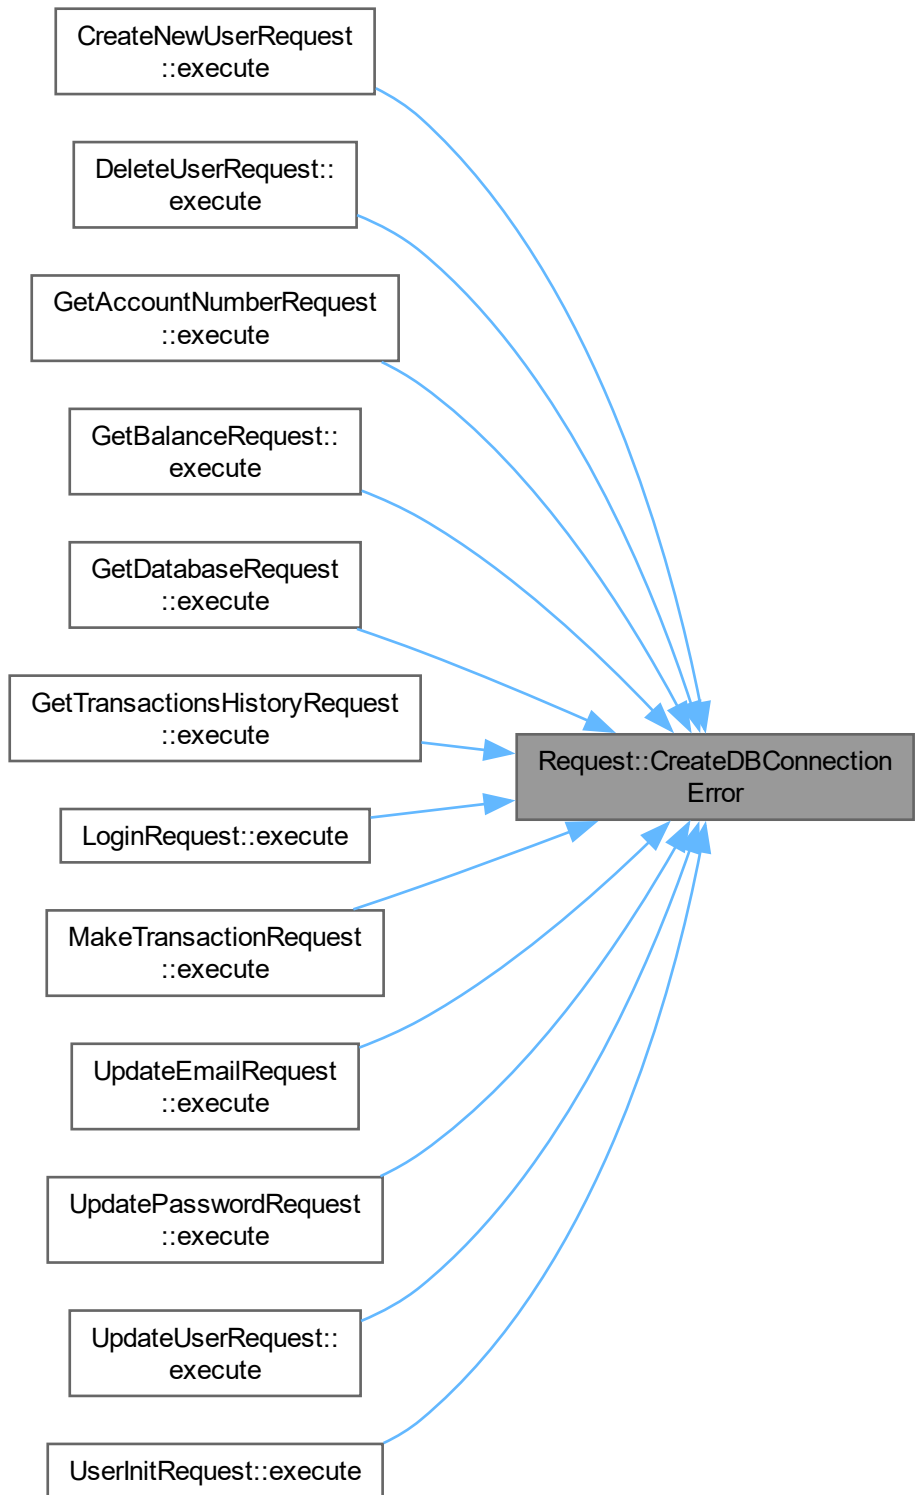 CreateNewUserRequest
::execute
DeleteUserRequest::
execute
GetAccountNumberRequest
::execute
GetBalanceRequest::
execute
GetDatabaseRequest
::execute
GetTransactionsHistoryRequest
::execute
Request::CreateDBConnection
Error
LoginRequest::execute
MakeTransactionRequest
::execute
UpdateEmailRequest
::execute
UpdatePasswordRequest
::execute
UpdateUserRequest::
execute
UserInitRequest::execute